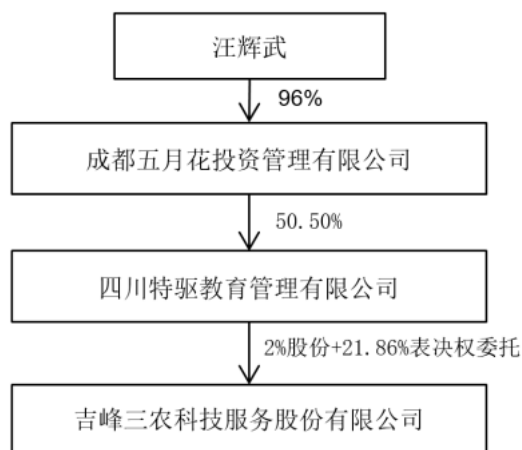 汪辉武
96%
成都五月花投资管理有限公司
50.50%
四川特驱教育管理有限公司
2%股份+21.86%表决权委托
吉峰三农科技服务股份有限公司